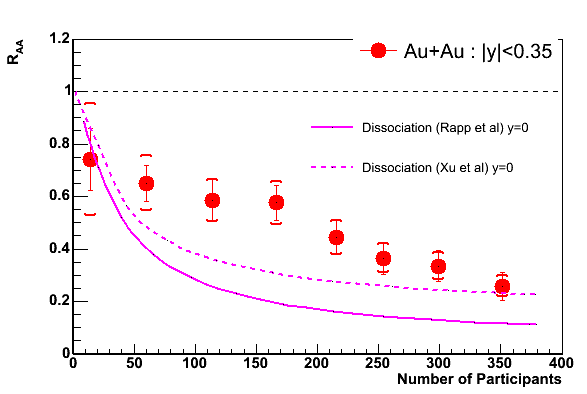 R_AA
1.2
1
0.8
0.6
0.4
0.2
0
Au+Au : |y|<0.35
Dissociation (Rapp et al) y=0
Dissociation (Xu et al) y=0
0 50 100 150 200 250 300 350 400
Number of Participants